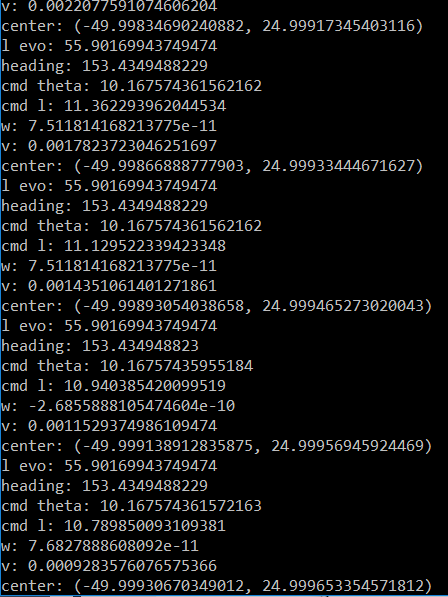 v: 0.0022077591074606204
center: (-49.99834690240882, 24.99917345403116)
l evo: 55.90169943749474
heading: 153.4349488229
cmd theta: 10.167574361562162
cmd l: 11.362293962044534
w: 7.511814168213775e-11
v: 0.0017823723046251697
center: (-49.99866888777903, 24.99933444671627)
l evo: 55.90169943749474
heading: 153.4349488229
cmd theta: 10.167574361562162
cmd l: 11.129522339423348
w: 7.511814168213775e-11
v: 0.0014351061401271861
center: (-49.99893054038658, 24.999465273020043)
l evo: 55.90169943749474
heading: 153.434948823
cmd theta: 10.16757435955184
cmd l: 10.940385420099519
w: -2.6855888105474604e-10
v: 0.0011529374986109474
center: (-49.999138912835875, 24.99956945924469)
l evo: 55.90169943749474
heading: 153.4349488229
cmd theta: 10.167574361572163
cmd l: 10.789850093109381
w: 7.6827888608092e-11
v: 0.0009283576076575366
center: (-49.99930670349012, 24.999653354571812)